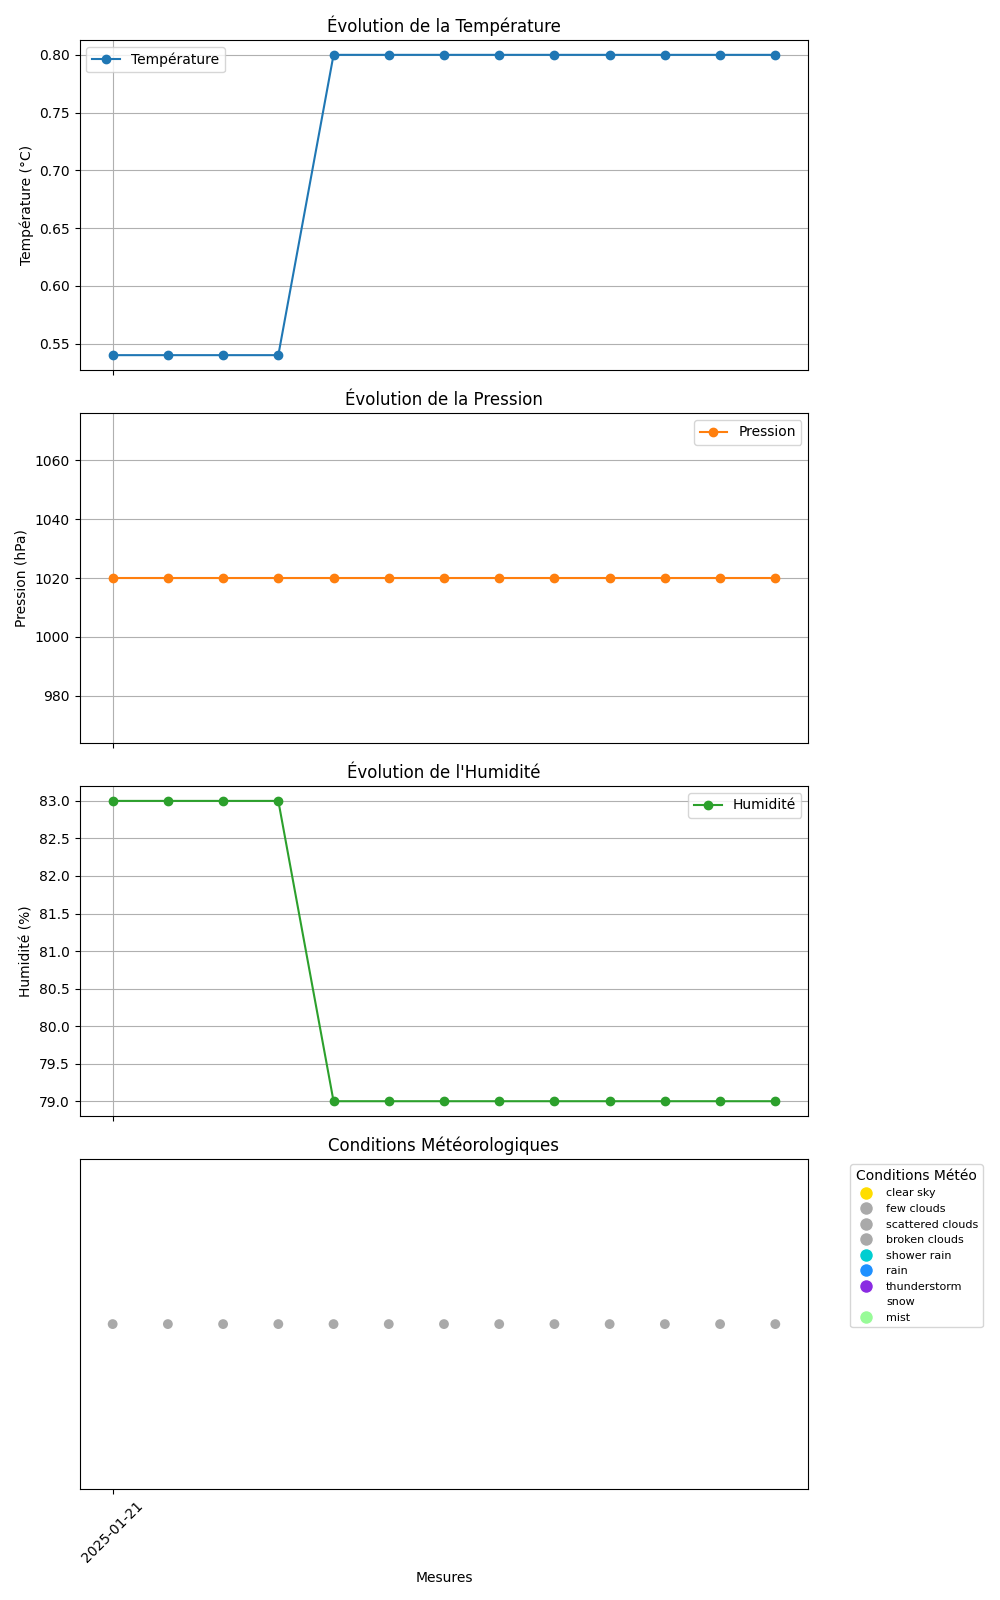 Évolution de la Température
Température
0.80
0.75
0.70
0.65
0.60
0.55
Température (°C)
Évolution de la Pression
Pression
1060
1040
1020
1000
980
Pression (hPa)
Évolution de l'Humidité
Humidité
83.0
82.5
82.0
81.5
81.0
80.5
80.0
79.5
79.0
Humidité (%)
Conditions Météorologiques
Conditions Météo
clear sky
few clouds
scattered clouds
broken clouds
shower rain
rain
thunderstorm
snow
mist
2025-01-21
Mesures